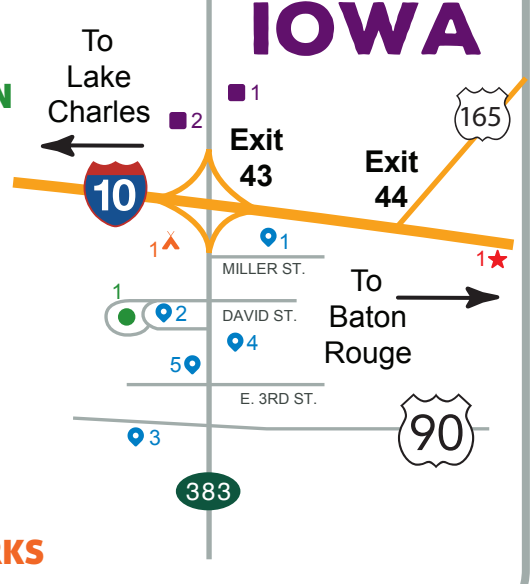 IOWA
To
Lake
Charles
N
1
2
165
Exit
43
Exit
44
10
1
1
1
MILLER ST.
To
Baton
Rouge
1
2
DAVID ST.
4
5
E. 3RD ST.
3
90
383
RKS